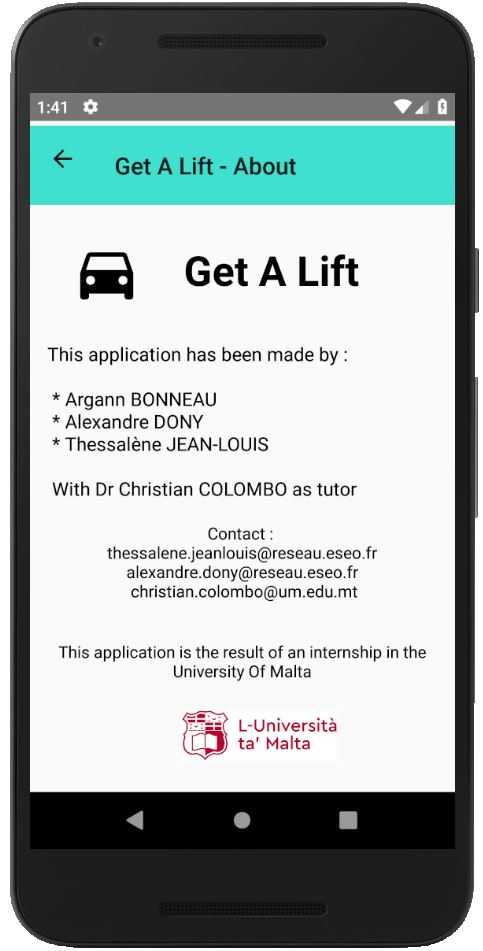 1:41
Get A Lift - About
Get A Lift
This application has been made by :
* Argann BONNEAU
* Alexandre DONY
* Thessalène JEAN-LOUIS
With Dr Christian COLOMBO as tutor
Contact :
thessalene.jeanlouis@reseau.eseo.fr
alexandre.dony@reseau.eseo.fr
christian.colombo@um.edu.mt
This application is the result of an internship in the
University Of Malta
L-Università
ta' Malta